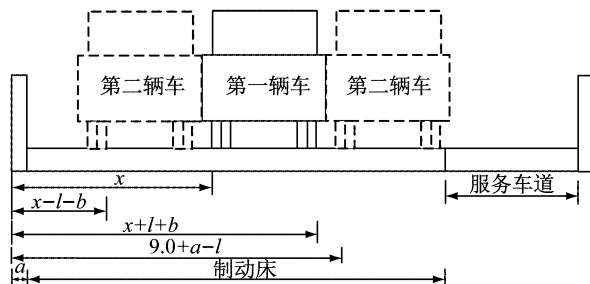 第二辆车 第一辆车 第二辆车
x 服务车道
x-l-b
x+l+b
9.0+a-l
a 制动床